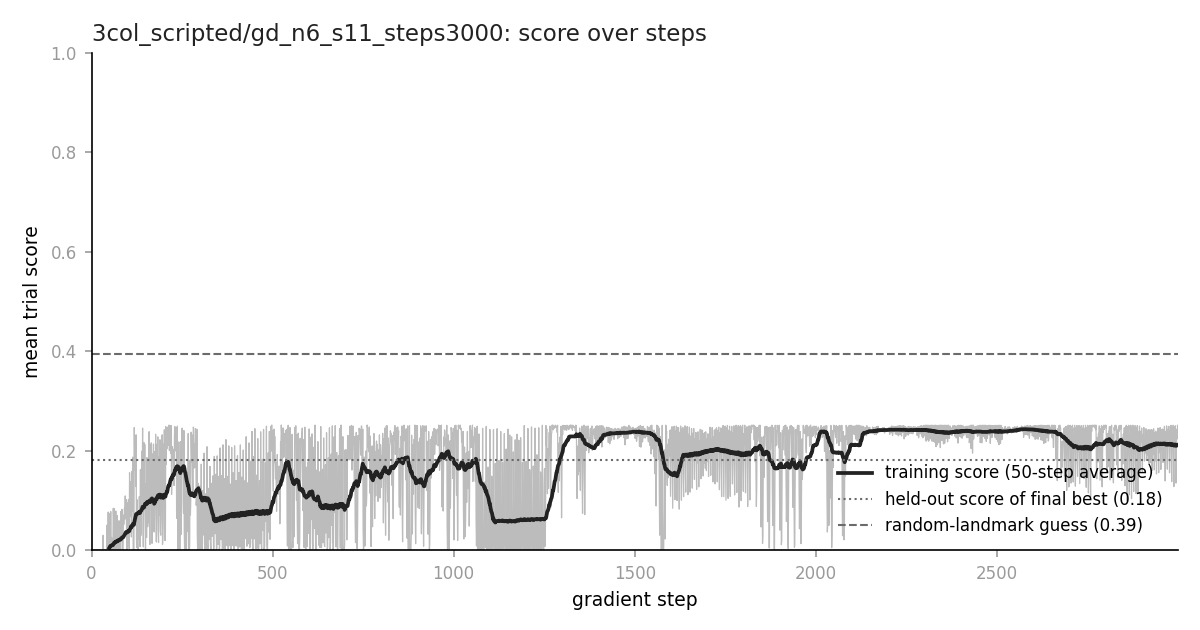 3col_scripted/gd_n6_s11_steps3000: score over steps
1.0
0.8
0.6
0.4
0.2
0.0
mean trial score
training score (50-step average)
held-out score of final best (0.18)
random-landmark guess (0.39)
0 500 1000 1500 2000 2500
gradient step